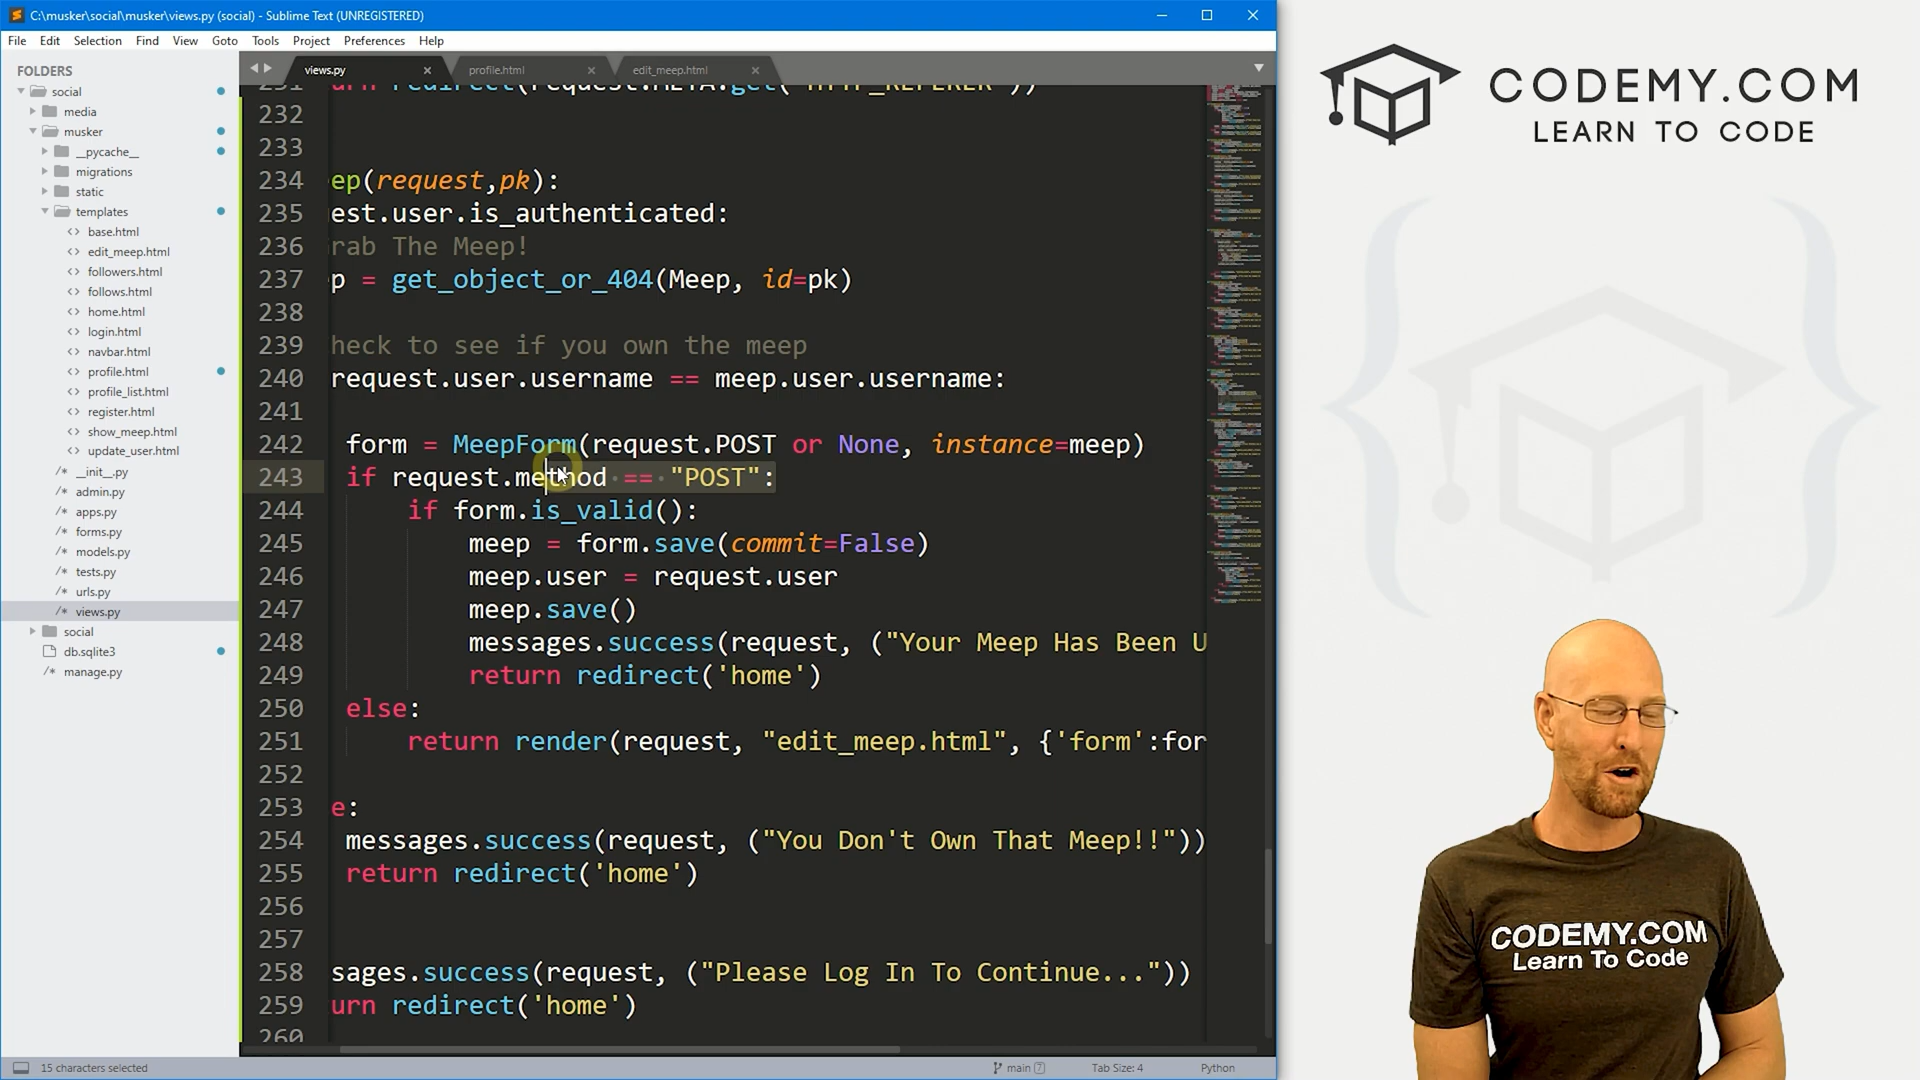 C:\musker\social\musker\views.py (social) - Sublime Text (UNREGISTERED)
File Edit Selection Find View Goto Tools Project Preferences Help
FOLDERS
social
media
musker
__pycache__
migrations
static
templates
base.html
edit_meep.html
followers.html
follows.html
home.html
login.html
navbar.html
profile.html
profile_list.html
register.html
show_meep.html
update_user.html
__init__.py
admin.py
apps.py
forms.py
models.py
tests.py
urls.py
views.py
social
db.sqlite3
manage.py
views.py profile.html edit_meep.html
231 urn redirect(request.META.get("HTTP_REFERER"))
232
233
234 ep(request,pk):
235 est.user.is_authenticated:
236 rab The Meep!
237 p = get_object_or_404(Meep, id=pk)
238
239 heck to see if you own the meep
240 request.user.username == meep.user.username:
241
242 form = MeepForm(request.POST or None, instance=meep)
243 if request.method == "POST":
244 if form.is_valid():
245 meep = form.save(commit=False)
246 meep.user = request.user
247 meep.save()
248 messages.success(request, ("Your Meep Has Been U
249 return redirect('home')
250 else:
251 return render(request, "edit_meep.html", {'form':for
252
253 e:
254 messages.success(request, ("You Don't Own That Meep!!"))
255 return redirect('home')
256
257
258 sages.success(request, ("Please Log In To Continue..."))
259 urn redirect('home')
260
15 characters selected
main 7
Tab Size: 4
Python
CODEMY.COM
LEARN TO CODE
CODEMY.COM
Learn To Code